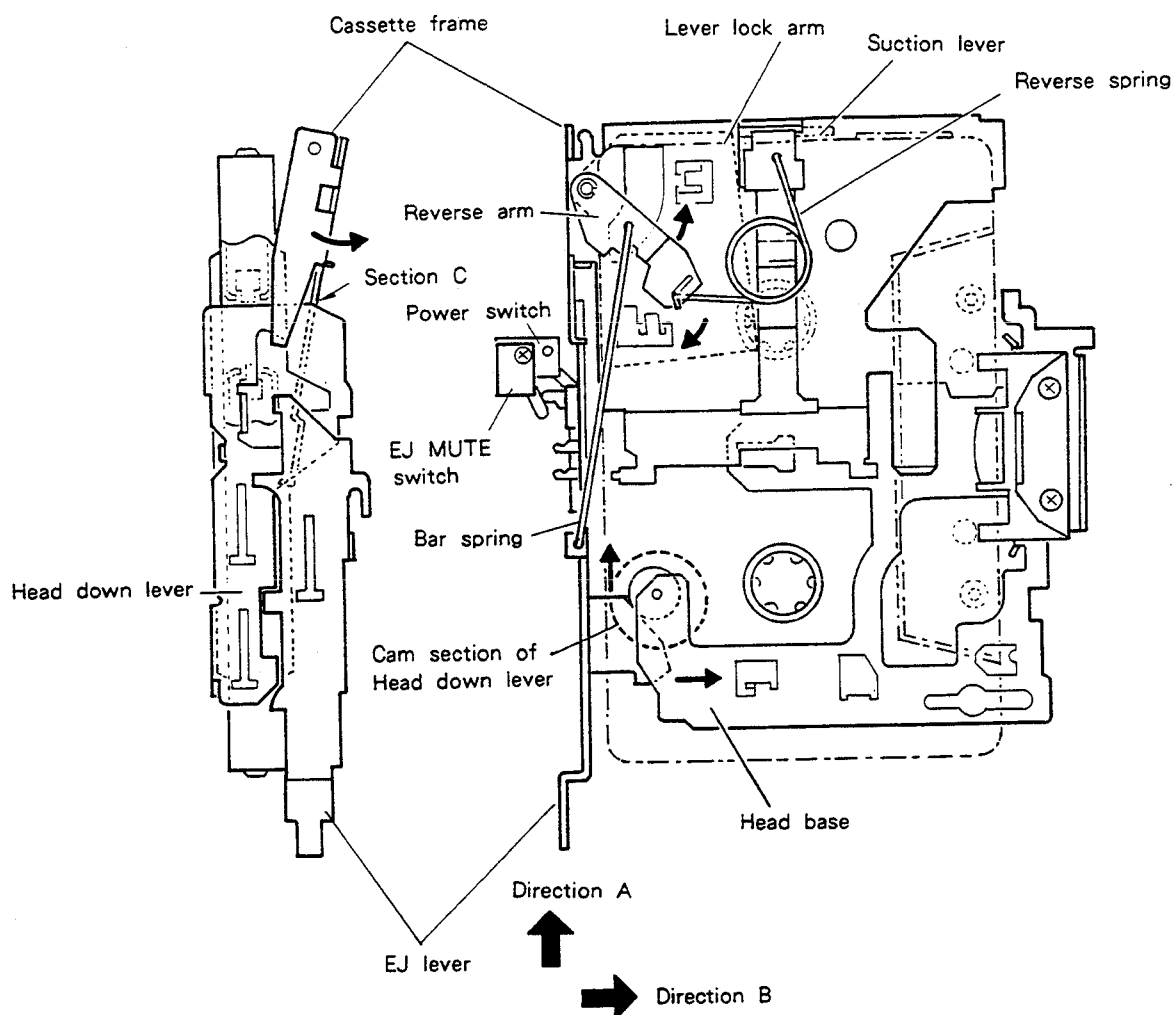 Cassette frame
Lever lock arm
Suction lever
Reverse spring
Reverse arm
Section C
Power switch
EJ MUTE
switch
Bar spring
Head down lever
Cam section of
Head down lever
Head base
Direction A
EJ lever
Direction B